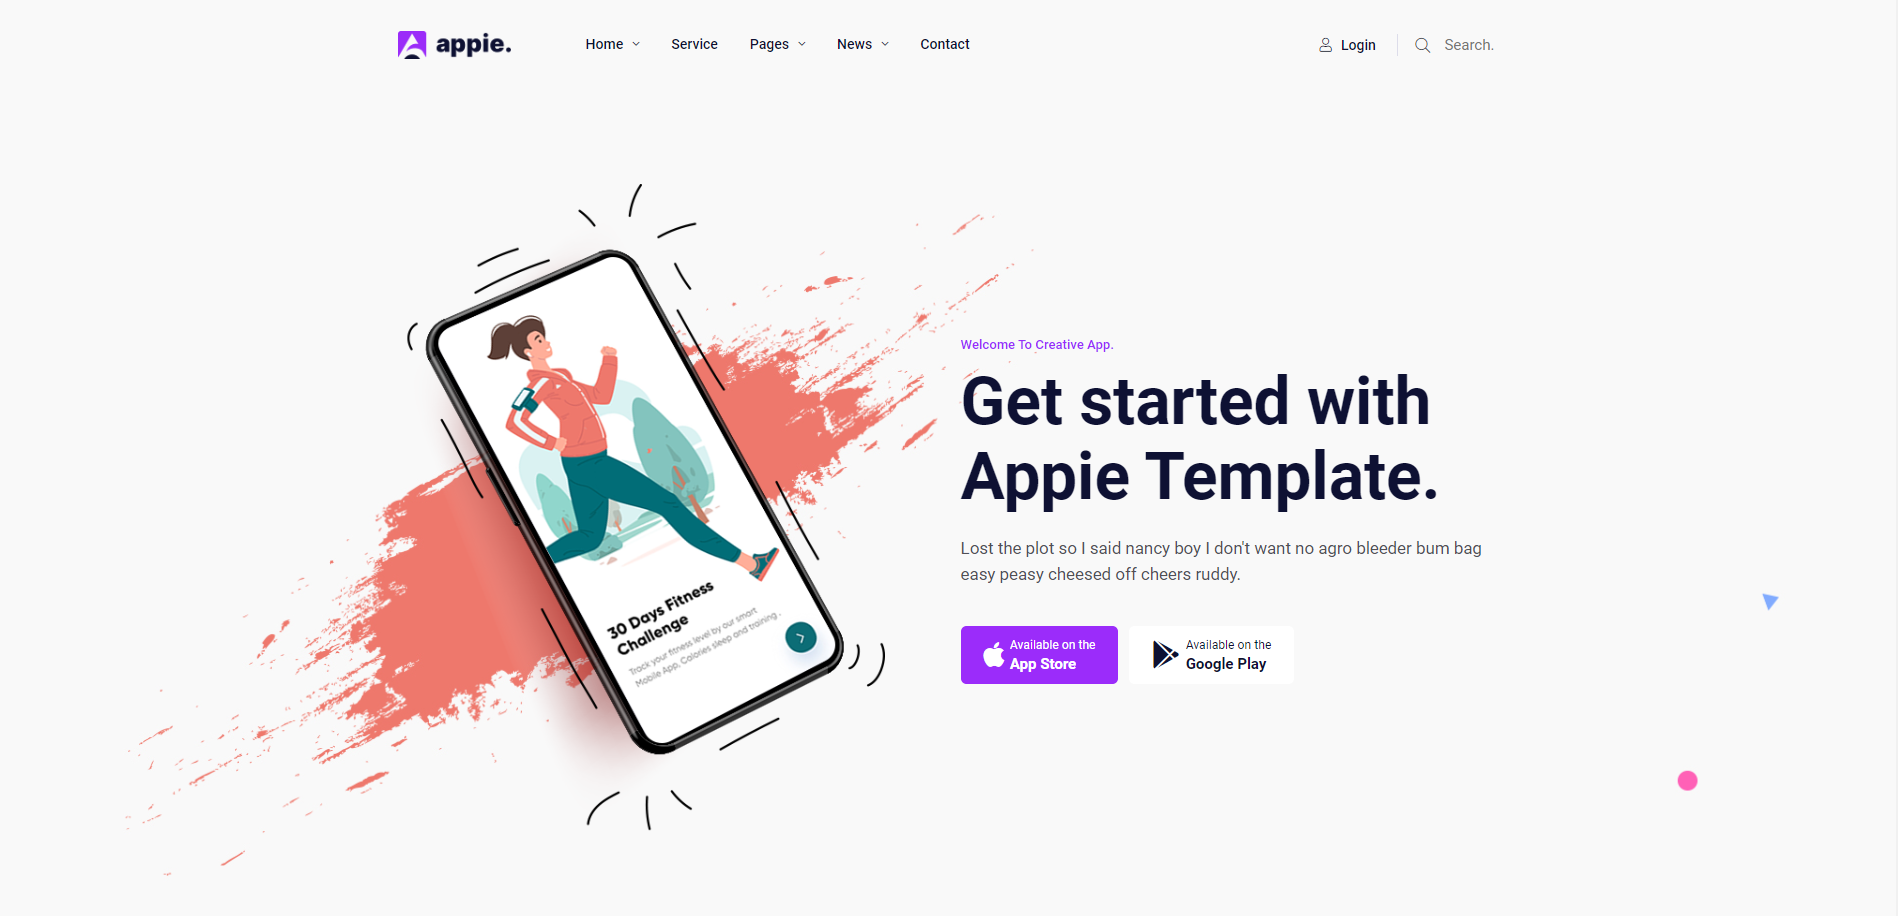 appie.
Home
Service
Pages
News
Contact
Login
Search.
Welcome To Creative App.
Get started with
Appie Template.
Lost the plot so I said nancy boy I don't want no agro bleeder bum bag
easy peasy cheesed off cheers ruddy.
Available on the
App Store
Available on the
Google Play
30 Days Fitness
Challenge
Track your fitness level by our smart
Mobile App, Calories sleep and training .